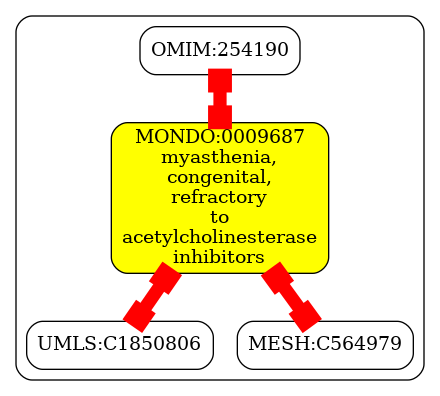 OMIM:254190
MONDO:0009687
myasthenia,
congenital,
refractory
to
acetylcholinesterase
inhibitors
UMLS:C1850806
MESH:C564979